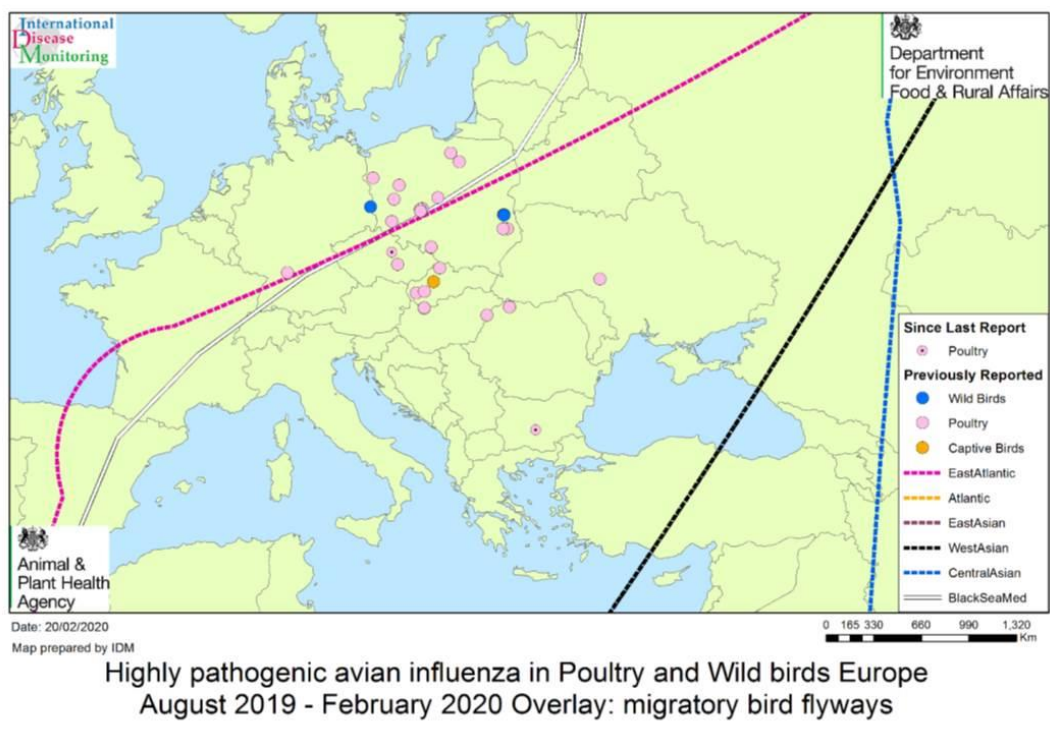 International
Disease
Monitoring
Department
for Environment
Food & Rural Affairs
Since Last Report
Poultry
Previously Reported
Wild Birds
Poultry
Captive Birds
EastAtlantic
Atlantic
EastAsian
WestAsian
CentralAsian
BlackSeaMed
Animal &
Plant Health
Agency
Date: 20/02/2020
Map prepared by IDM
0 165 330 660 990 1,320
Km
Highly pathogenic avian influenza in Poultry and Wild birds Europe
August 2019 - February 2020 Overlay: migratory bird flyways